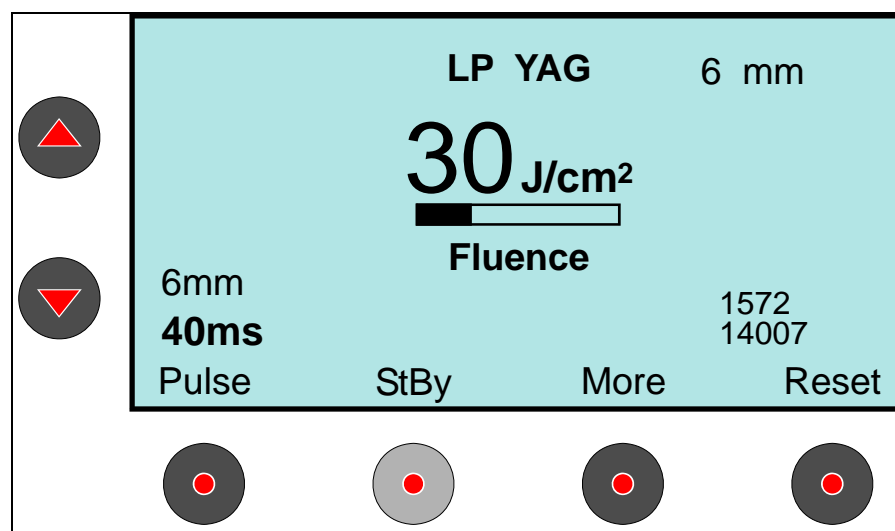 LP YAG 6 mm
30 J/cm²
Fluence
6mm
40ms
1572
14007
Pulse StBy More Reset